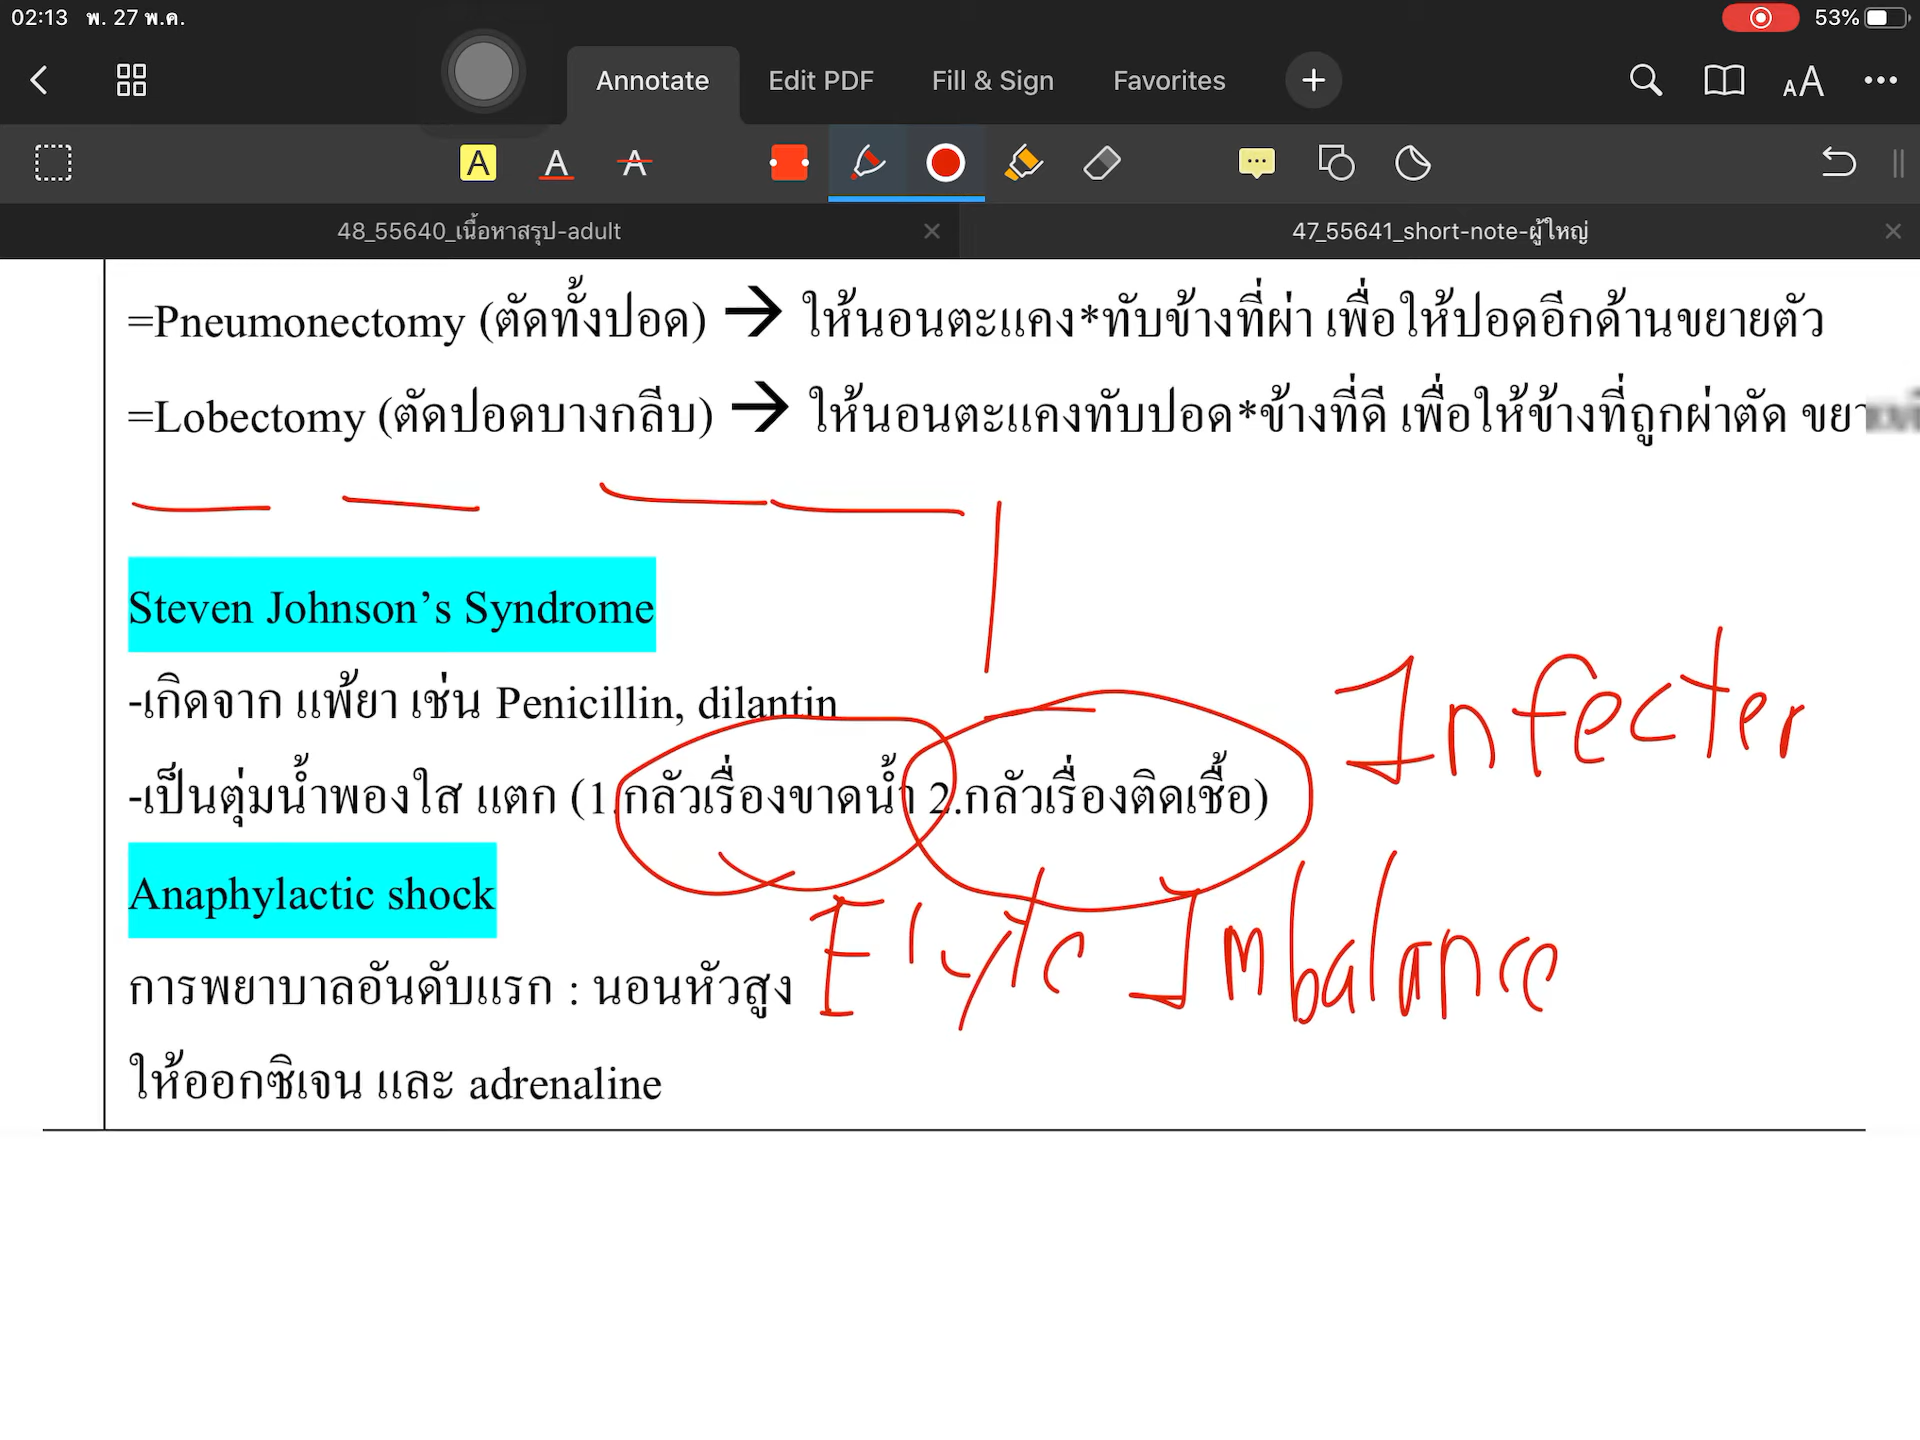 02:13 พ. 27 พ.ค. 53%
Annotate Edit PDF Fill & Sign Favorites
A A A AA
48_55640_เนื้อหาสรุป-adult 47_55641_short-note-ผู้ใหญ่
=Pneumonectomy (ตัดทั้งปอด) → ให้นอนตะแคง*ทับข้างที่ผ่า เพื่อให้ปอดอีกด้านขยายตัว
=Lobectomy (ตัดปอดบางกลีบ) → ให้นอนตะแคงทับปอด*ข้างที่ดี เพื่อให้ข้างที่ถูกผ่าตัด
Steven Johnson’s Syndrome
-เกิดจาก แพ้ยา เช่น Penicillin, dilantin
Infecter
-เป็นตุ่มน้ำพองใส แตก (1.กลัวเรื่องขาดน้ำ 2.กลัวเรื่องติดเชื้อ)
Anaphylactic shock
E'lyte Imbalance
การพยาบาลอันดับแรก : นอนหัวสูง
ให้ออกซิเจน และ adrenaline